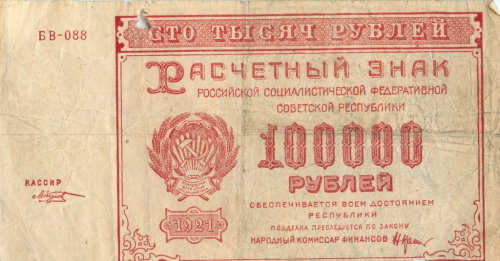 БВ-088
СТО ТЫСЯЧ РУБЛЕЙ
РАСЧЕТНЫЙ ЗНАК
РОССИЙСКОЙ СОЦИАЛИСТИЧЕСКОЙ ФЕДЕРАТИВНОЙ
СОВЕТСКОЙ РЕСПУБЛИКИ
100000
РУБЛЕЙ
1921
КАССИР
ОБЕСПЕЧИВАЕТСЯ ВСЕМ ДОСТОЯНИЕМ
РЕСПУБЛИКИ
ПОДДЕЛКА ПРЕСЛЕДУЕТСЯ ПО ЗАКОНУ
НАРОДНЫЙ КОМИССАР ФИНАНСОВ